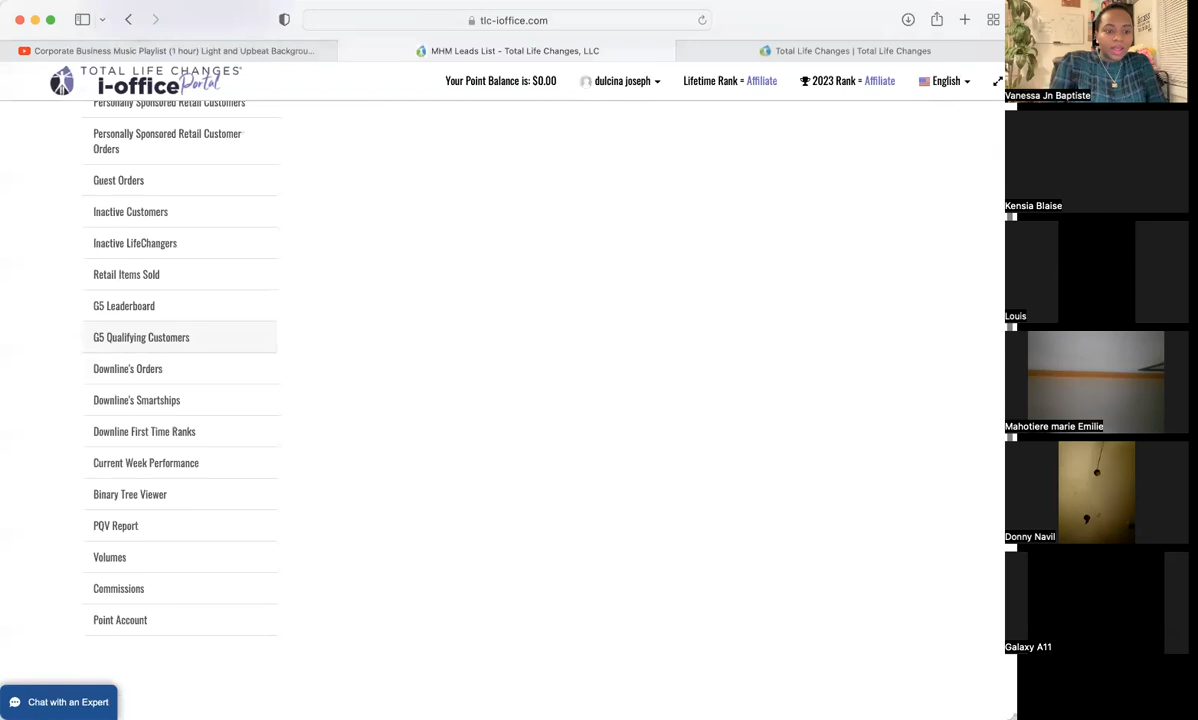 tlc-ioffice.com
Corporate Business Music Playlist (1 hour) Light and Upbeat Backgrou...
MHM Leads List - Total Life Changes, LLC
Total Life Changes | Total Life Changes
TOTAL LIFE CHANGES®
i-office Portal
Your Point Balance is: $0.00
dulcina joseph
Lifetime Rank = Affiliate
2023 Rank = Affiliate
English
Personally Sponsored Retail Customers
Personally Sponsored Retail Customer
Orders
Guest Orders
Inactive Customers
Inactive LifeChangers
Retail Items Sold
G5 Leaderboard
G5 Qualifying Customers
Downline's Orders
Downline's Smartships
Downline First Time Ranks
Current Week Performance
Binary Tree Viewer
PQV Report
Volumes
Commissions
Point Account
Chat with an Expert
Vanessa Jn Baptiste
Kensia Blaise
Louis
Mahotiere marie Emilie
Donny Navil
Galaxy A11